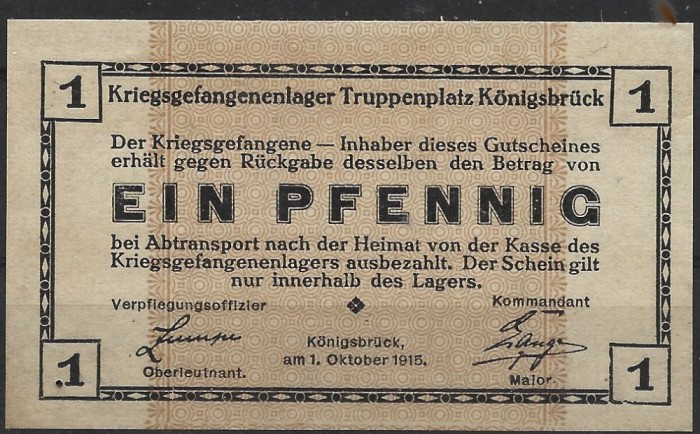 1 Kriegsgefangenenlager Truppenplatz Königsbrück 1
Der Kriegsgefangene — Inhaber dieses Gutscheines
erhält gegen Rückgabe desselben den Betrag von
EIN PFENNIG
bei Abtransport nach der Heimat von der Kasse des
Kriegsgefangenenlagers ausbezahlt. Der Schein gilt
nur innerhalb des Lagers.
Verpflegungsoffizier Kommandant
Königsbrück,
am 1. Oktober 1915.
Oberleutnant. Major.
1 1